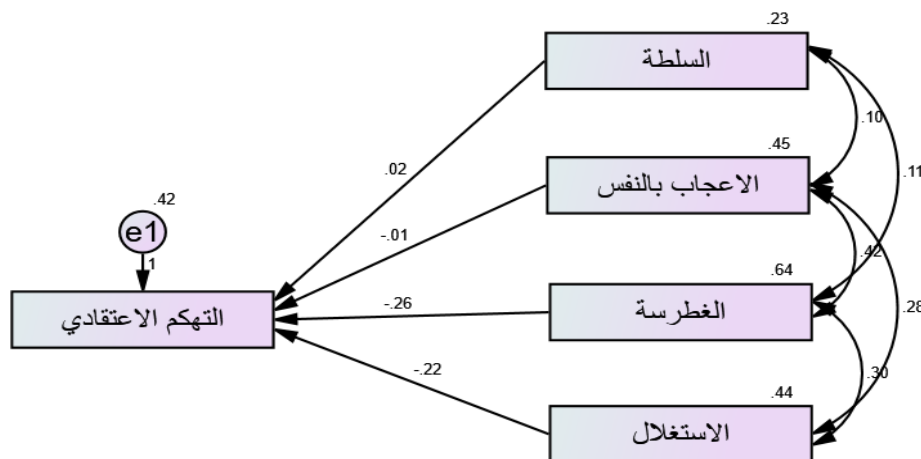 .23
السلطة
.10
.45
.02
.11
الاعجاب بالنفس
.42
-.01
e1
.42
.64
1
.28
الغطرسة
-.26
التهكم الاعتقادي
-.22
.30
.44
الاستغلال